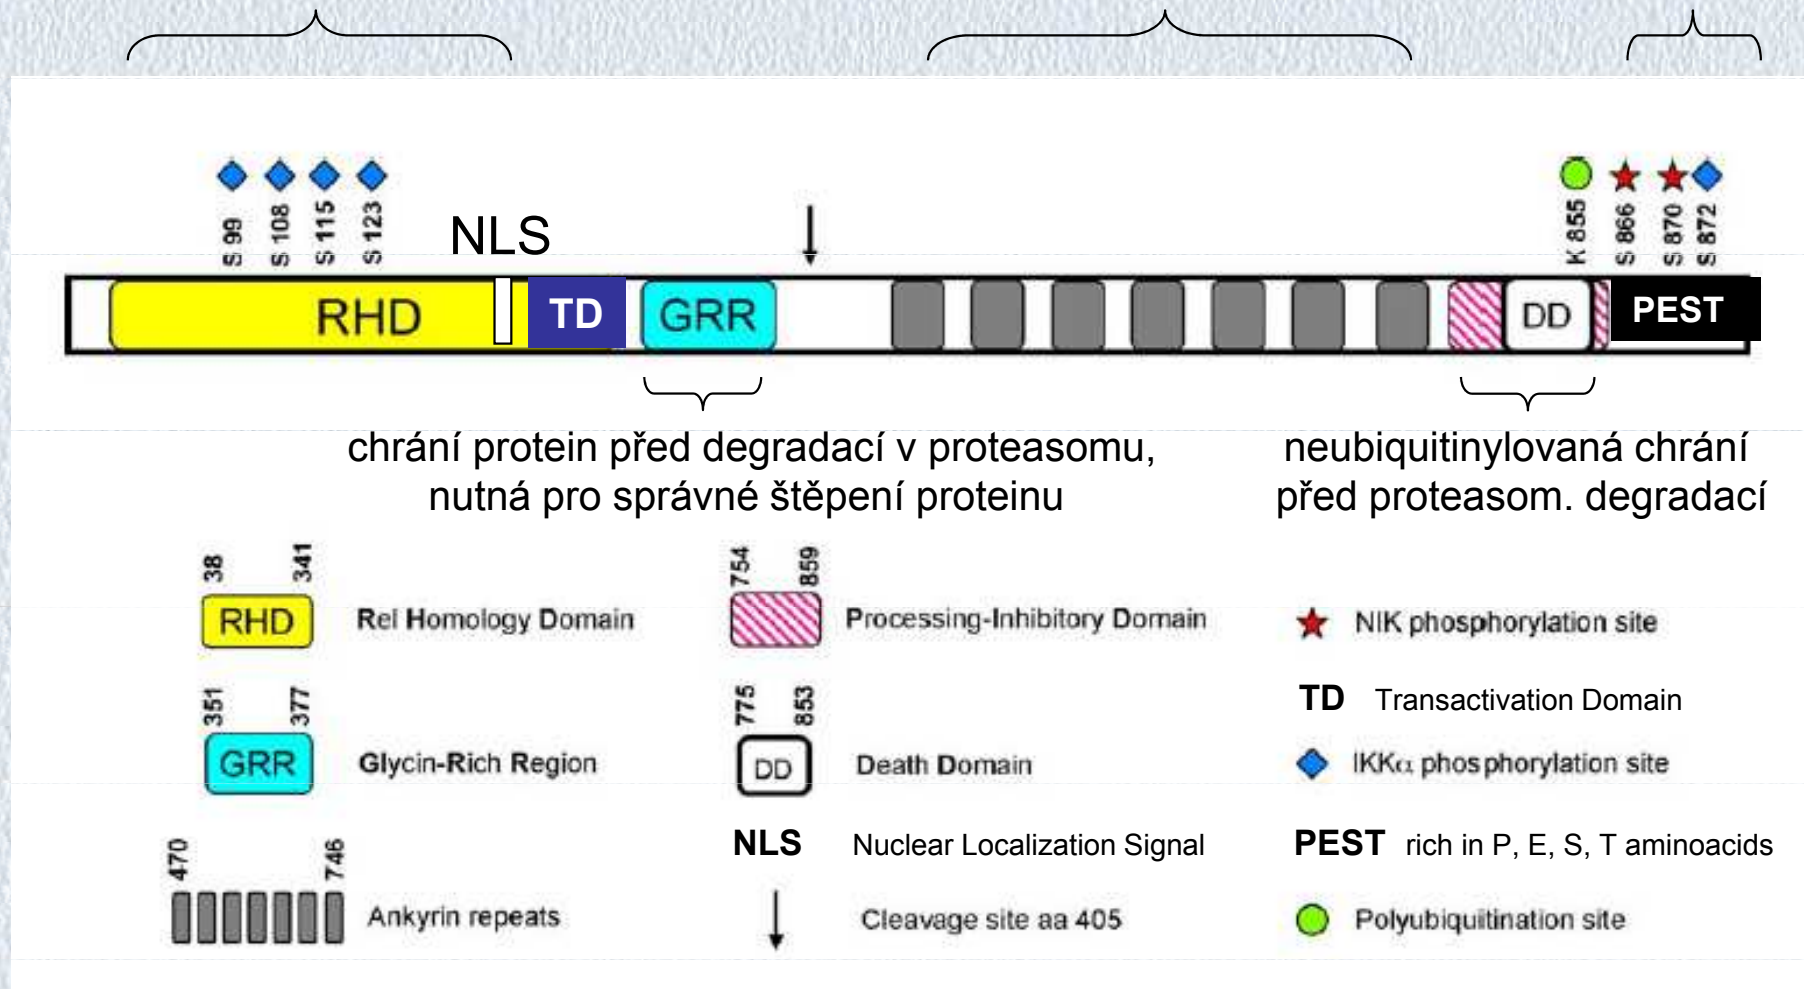 S 99
S 108
S 115
S 123
NLS
K 855
S 866
S 870
S 872
RHD
TD
GRR
DD
PEST
chrání protein před degradací v proteasomu,
nutná pro správné štěpení proteinu
neubiquitinylovaná chrání
před proteasom. degradací
38
341
RHD
Rel Homology Domain
754
859
Processing-Inhibitory Domain
NIK phosphorylation site
351
377
GRR
Glycin-Rich Region
775
853
DD
Death Domain
TD Transactivation Domain
IKKα phosphorylation site
470
746
Ankyrin repeats
NLS Nuclear Localization Signal
Cleavage site aa 405
PEST rich in P, E, S, T aminoacids
Polyubiquitination site